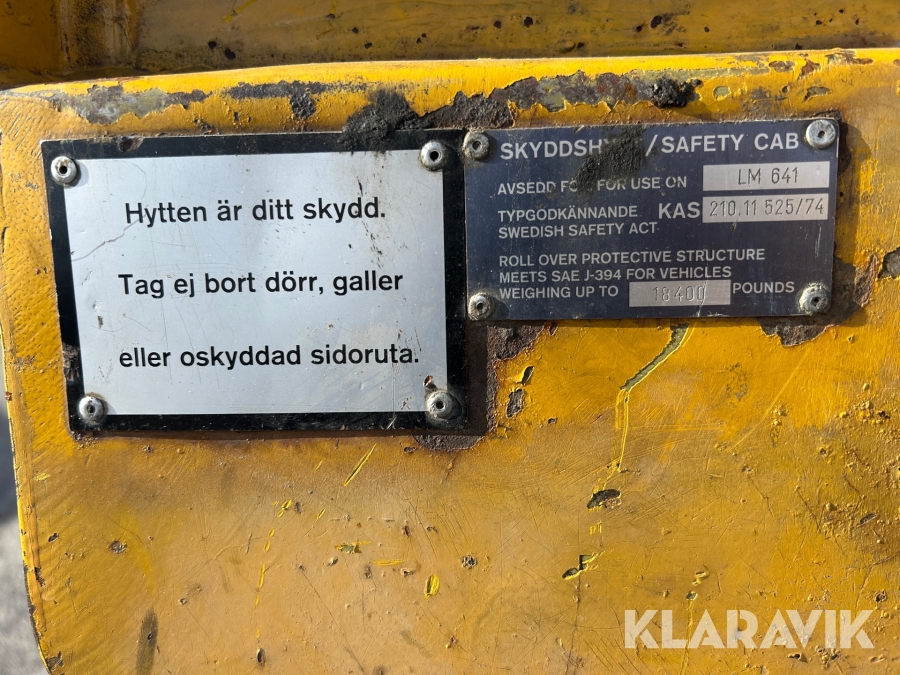 Hytten är ditt skydd.
Tag ej bort dörr, galler
eller oskyddad sidoruta.
/SAFETY CAB
AVSEDD FOR USE ON LM 641
TYPGODKÄNNANDE KAS 210.11 525/74
SWEDISH SAFETY ACT
ROLL OVER PROTECTIVE STRUCTURE
MEETS SAE J-394 FOR VEHICLES
WEIGHING UP TO 18400 POUNDS
KLARAVIK